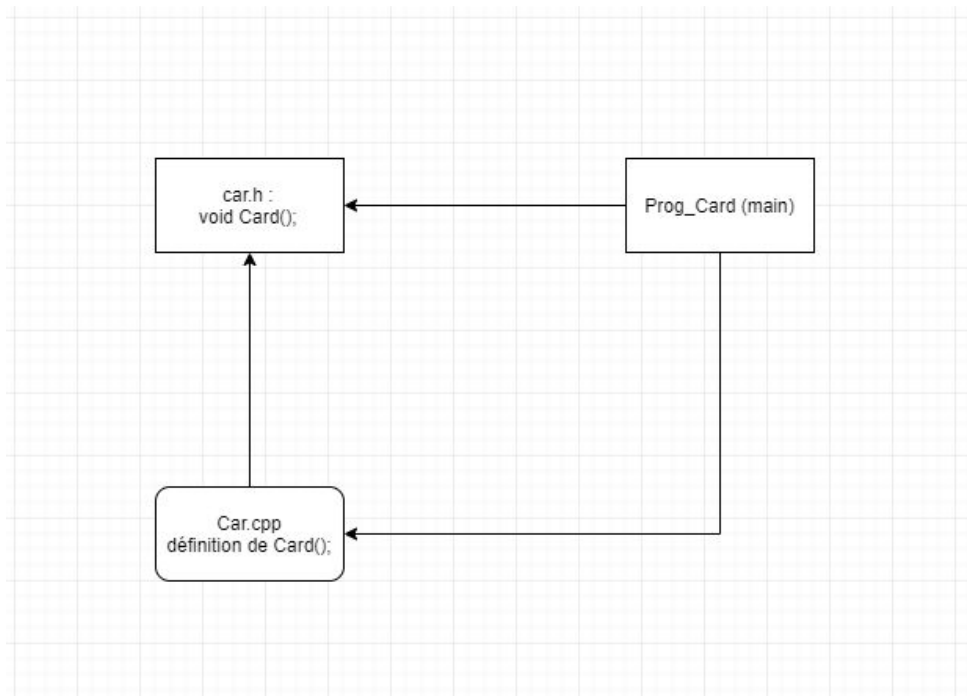 car.h :
void Card();
Prog_Card (main)
Car.cpp
définition de Card();